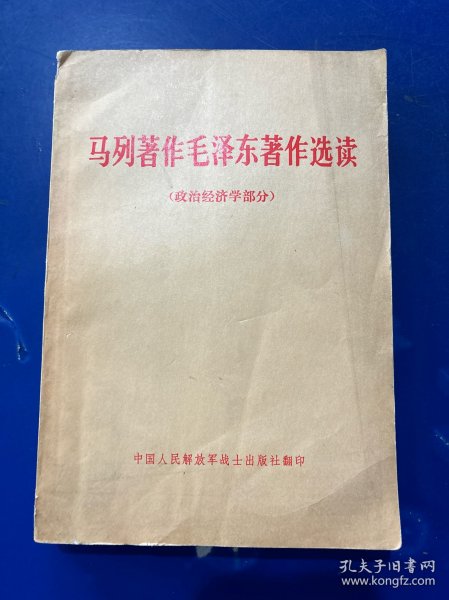 马列著作毛泽东著作选读
(政治经济学部分)
中国人民解放军战士出版社翻印
孔夫子旧书网
www.kongfz.com